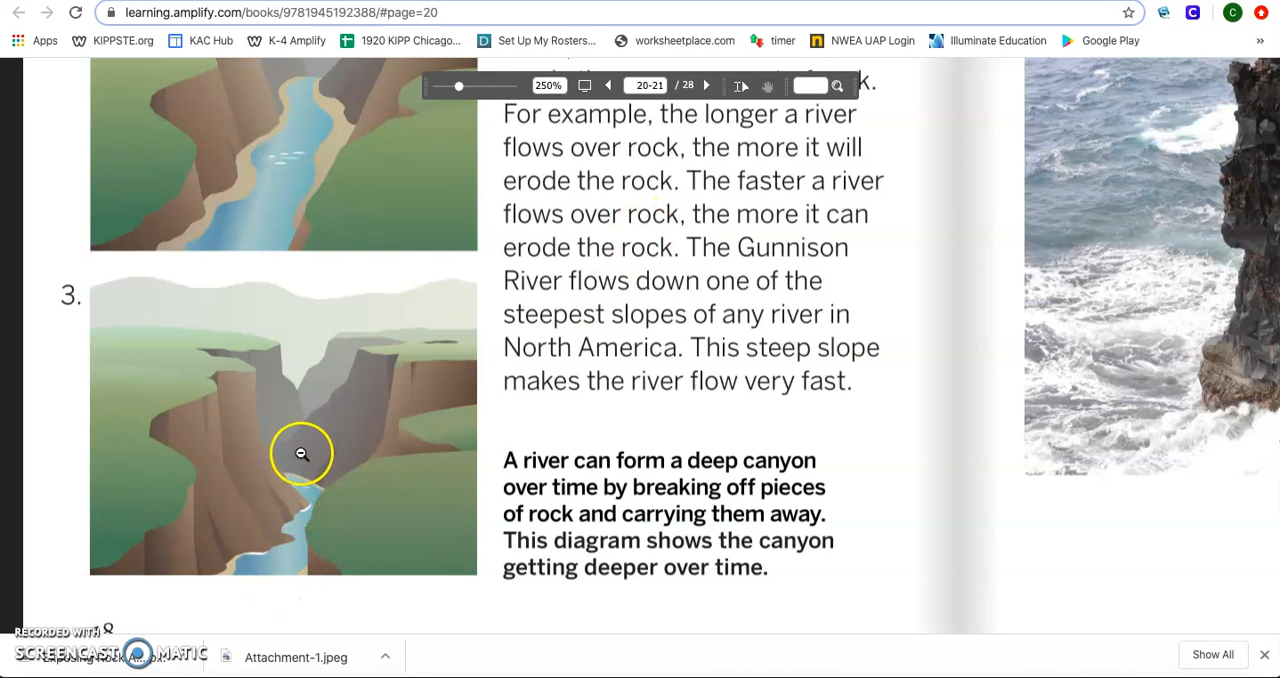 learning.amplify.com/books/9781945192388/#page=20
C
C
Apps KIPPSTE.org KAC Hub K-4 Amplify 1920 KIPP Chicago... Set Up My Rosters... worksheetplace.com timer NWEA UAP Login Illuminate Education Google Play »
250% 20-21 / 28
k.
For example, the longer a river
flows over rock, the more it will
erode the rock. The faster a river
flows over rock, the more it can
erode the rock. The Gunnison
River flows down one of the
steepest slopes of any river in
North America. This steep slope
makes the river flow very fast.
3.
A river can form a deep canyon
over time by breaking off pieces
of rock and carrying them away.
This diagram shows the canyon
getting deeper over time.
RECORDED WITH
SCREENCAST MATIC
Attachment-1.jpeg
Show All